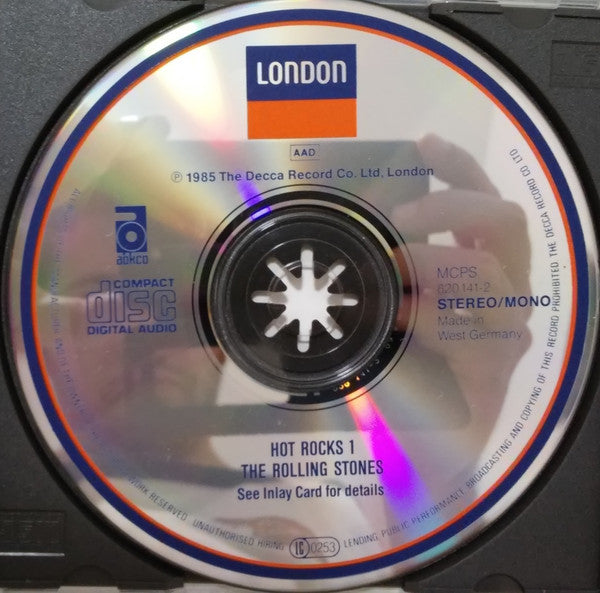 LONDON
AAD
℗ 1985 The Decca Record Co. Ltd, London
abkco
COMPACT
disc
DIGITAL AUDIO
MCPS
820 141-2
STEREO/MONO
Made in
West Germany
HOT ROCKS 1
THE ROLLING STONES
See Inlay Card for details
WORK RESERVED UNAUTHORISED HIRING LC 0253 LENDING PUBLIC PERFORMANCE BROADCASTING AND COPYING OF THIS RECORD PROHIBITED THE DECCA RECORD CO LTD